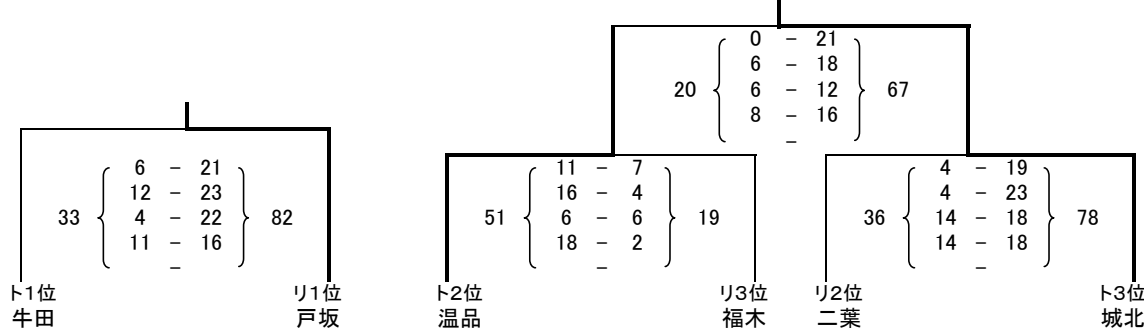 0 － 21
6 － 18
20 6 － 12 67
8 － 16
－
6 － 21
12 － 23
33 4 － 22 82
11 － 16
－
11 － 7
16 － 4
51 6 － 6 19
18 － 2
－
4 － 19
4 － 23
36 14 － 18 78
14 － 18
－
ト1位 リ1位 ト2位 リ3位 リ2位 ト3位
牛田 戸坂 温品 福木 二葉 城北